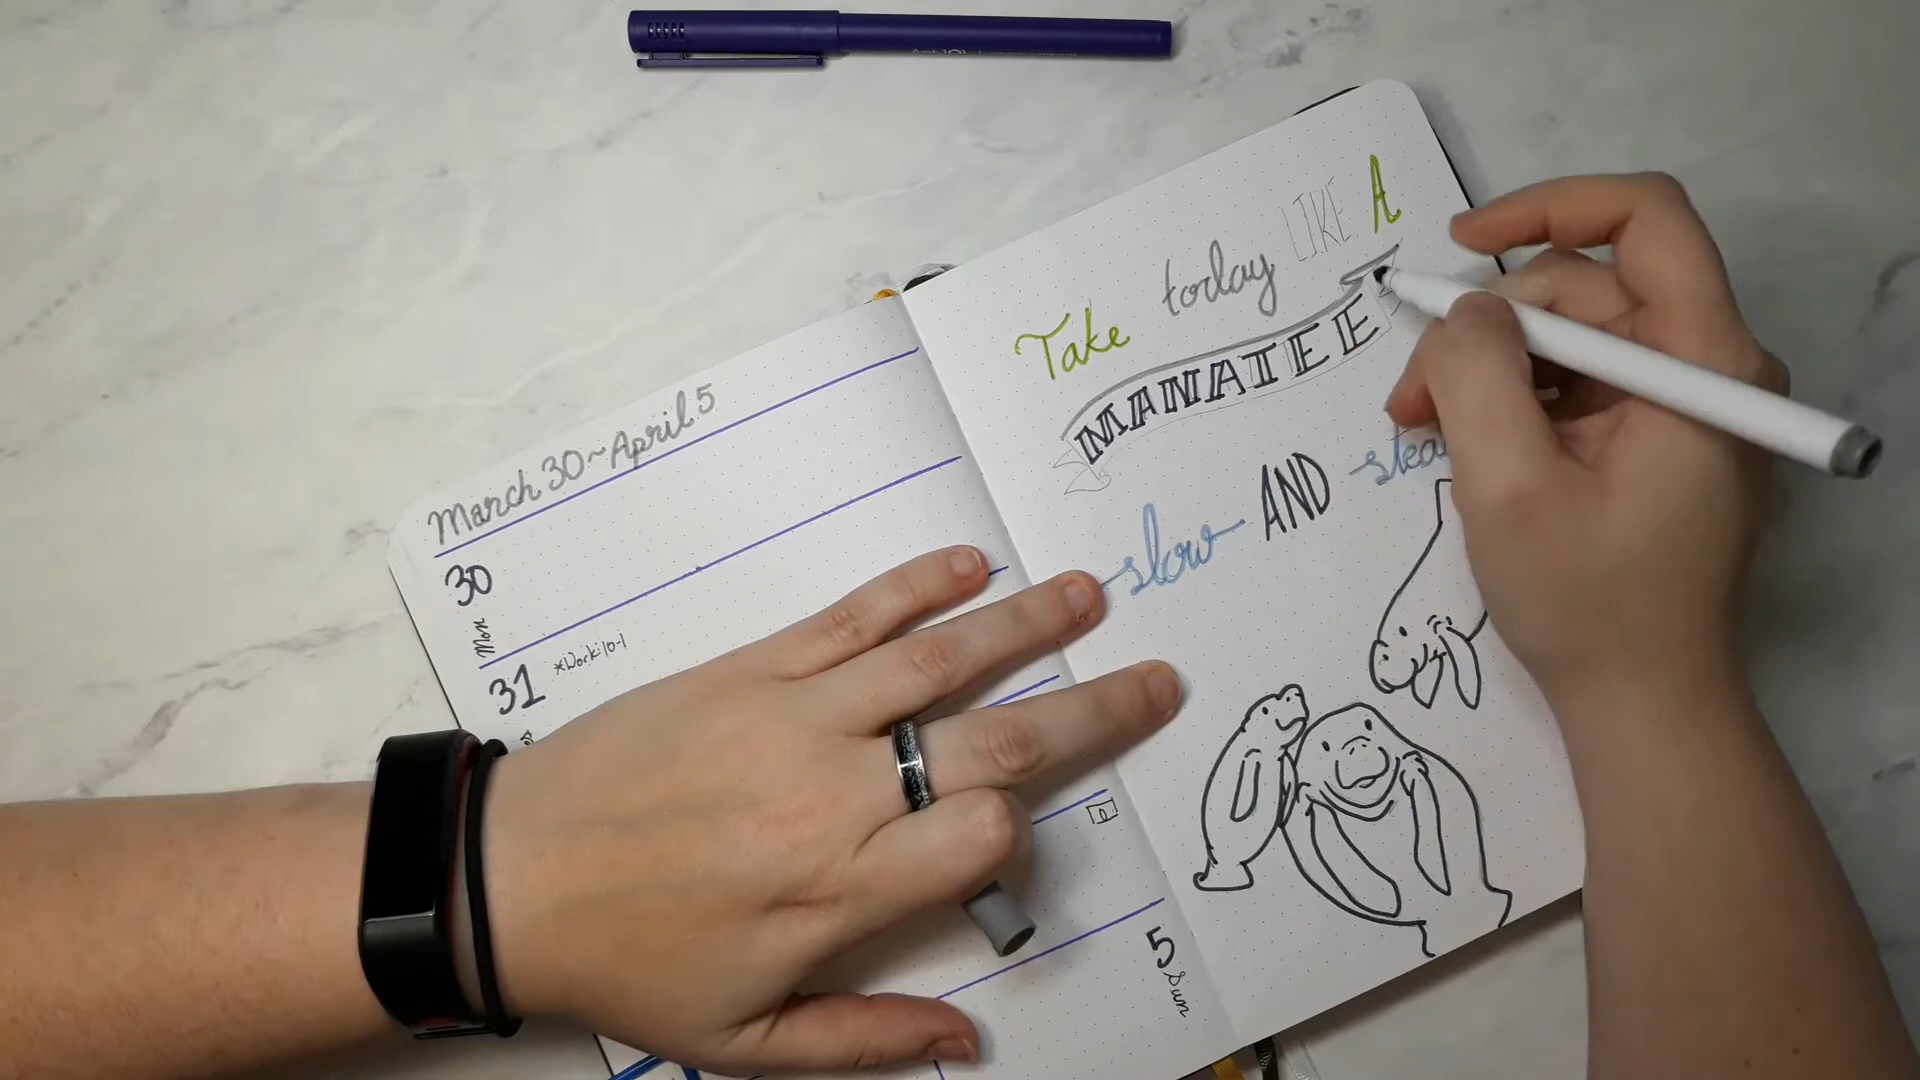 March 30~April 5
30
Mon
31
*Work: 10-1
5
Sun
Take today LIKE A
MANATEE
slow AND